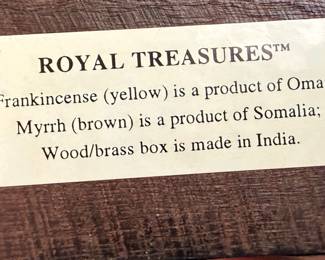 ROYAL TREASURES™
Frankincense (yellow) is a product of Oma
Myrrh (brown) is a product of Somalia;
Wood/brass box is made in India.